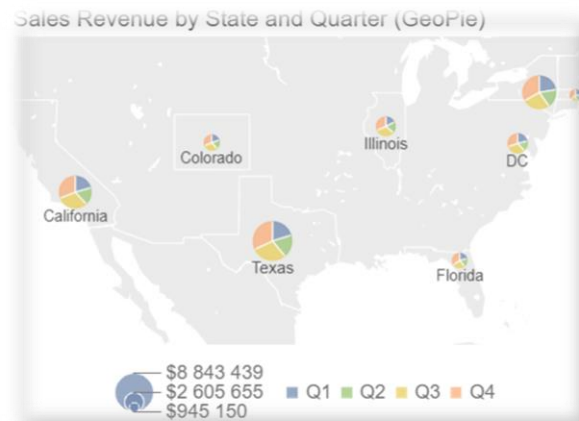 Sales Revenue by State and Quarter (GeoPie)
Colorado
Illinois
DC
California
Texas
Florida
$8 843 439
$2 605 655
$945 150
Q1 Q2 Q3 Q4